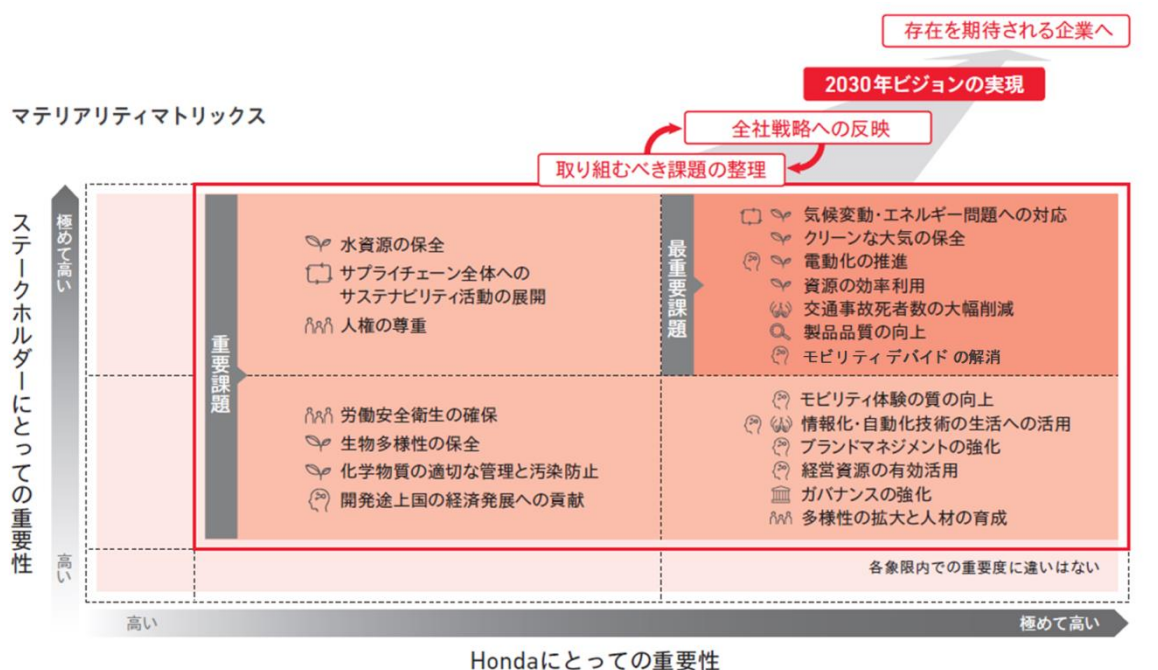 存在を期待される企業へ
2030年ビジョンの実現
マテリアリティマトリックス
全社戦略への反映
取り組むべき課題の整理
ステークホルダーにとっての重要性
極めて高い
高い
重要課題
水資源の保全
サプライチェーン全体への
サステナビリティ活動の展開
人権の尊重
最重要課題
気候変動・エネルギー問題への対応
クリーンな大気の保全
電動化の推進
資源の効率利用
交通事故死者数の大幅削減
製品品質の向上
モビリティデバイド の解消
労働安全衛生の確保
生物多様性の保全
化学物質の適切な管理と汚染防止
開発途上国の経済発展への貢献
モビリティ体験の質の向上
情報化・自動化技術の生活への活用
ブランドマネジメントの強化
経営資源の有効活用
ガバナンスの強化
多様性の拡大と人材の育成
各象限内での重要度に違いはない
高い
極めて高い
Hondaにとっての重要性